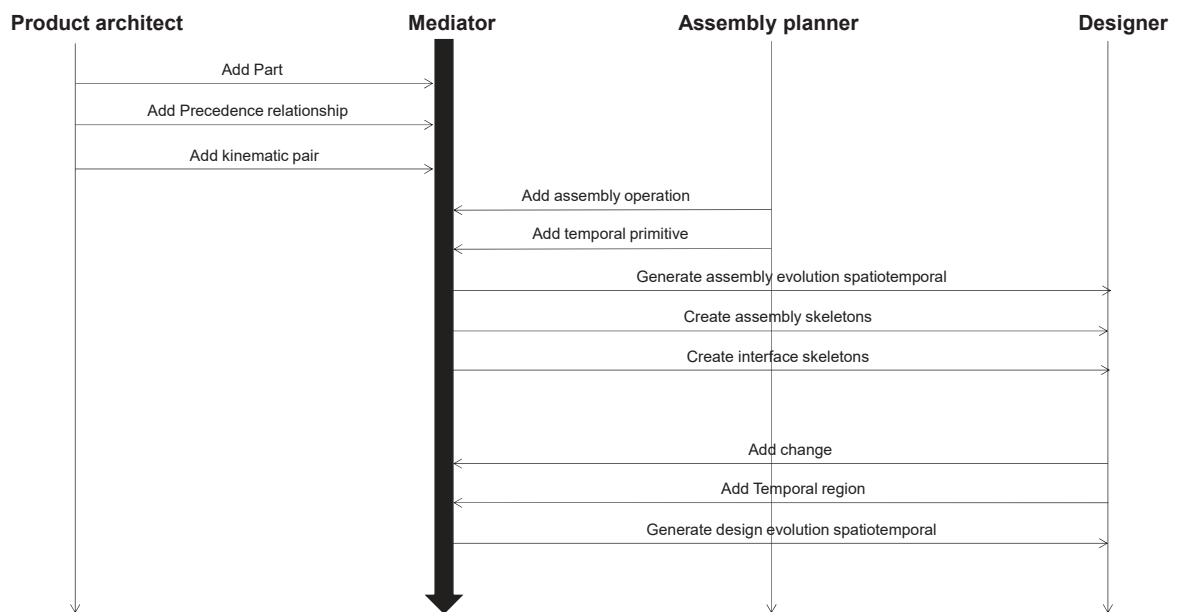 Product architect
Mediator
Assembly planner
Designer
Add Part
Add Precedence relationship
Add kinematic pair
Add assembly operation
Add temporal primitive
Generate assembly evolution spatiotemporal
Create assembly skeletons
Create interface skeletons
Add change
Add Temporal region
Generate design evolution spatiotemporal